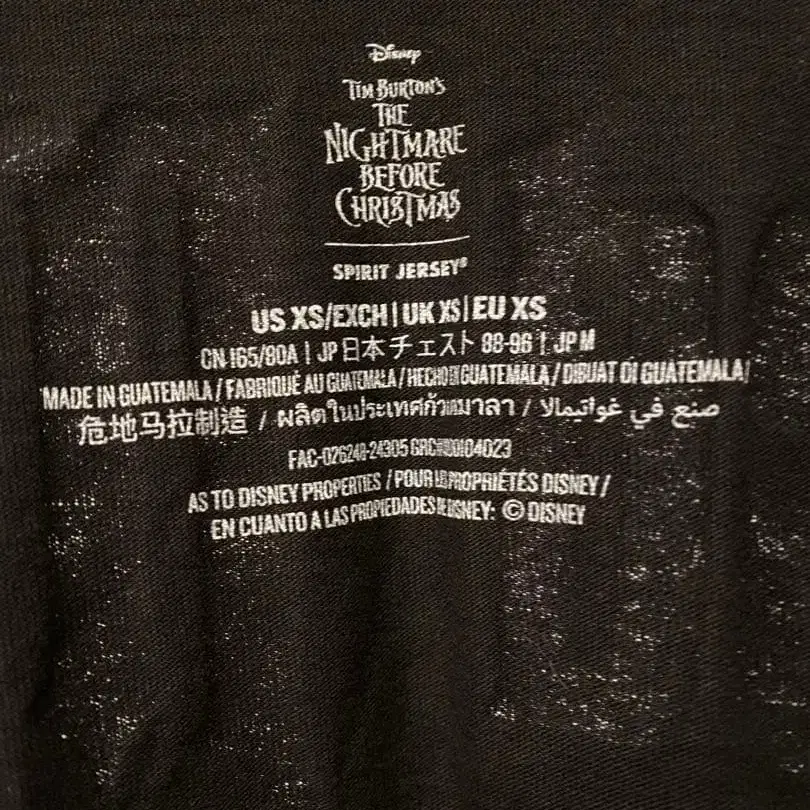 Disney
TIM BURTON'S
THE
NIGHTMARE
BEFORE
CHRISTMAS
SPIRIT JERSEY®
US XS/EXCH | UK XS | EU XS
CN 165/80A | JP 日本 チェスト 88-96 | JP M
MADE IN GUATEMALA / FABRIQUÉ AU GUATEMALA / HECHO EN GUATEMALA / DIBUAT DI GUATEMALA /
危地马拉制造 / ผลิตในประเทศกัวเตมาลา / صنع في غواتيمالا
FAC-026248-24305
AS TO DISNEY PROPERTIES / POUR LES PROPRIÉTÉS DISNEY /
EN CUANTO A LAS PROPIEDADES DE DISNEY: © DISNEY